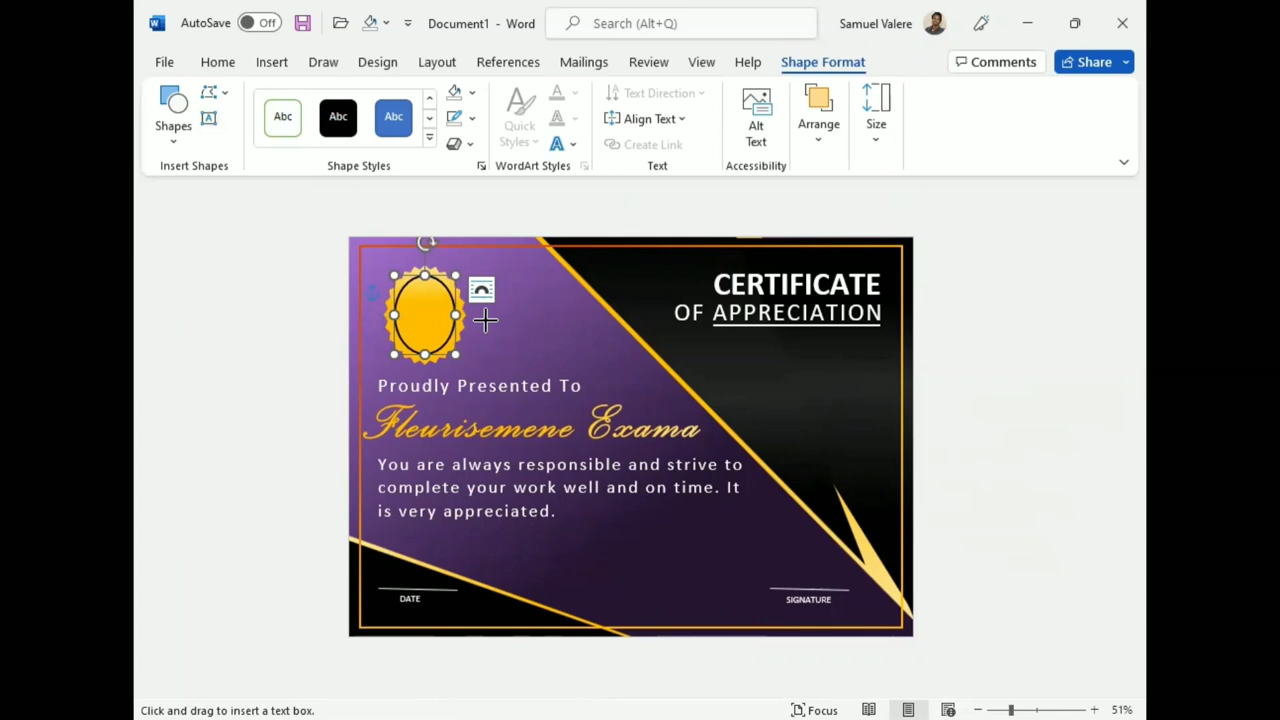 AutoSave Off Document1 - Word Search (Alt+Q) Samuel Valere
File Home Insert Draw Design Layout References Mailings Review View Help Shape Format Comments Share
Shapes
Insert Shapes
Abc Abc Abc
Shape Styles
Quick
Styles
WordArt Styles
Text Direction
Align Text
Create Link
Text
Alt
Text
Accessibility
Arrange
Size
CERTIFICATE
OF APPRECIATION
Proudly Presented To
Fleurisemene Exama
You are always responsible and strive to
complete your work well and on time. It
is very appreciated.
DATE
SIGNATURE
Click and drag to insert a text box. Focus 51%